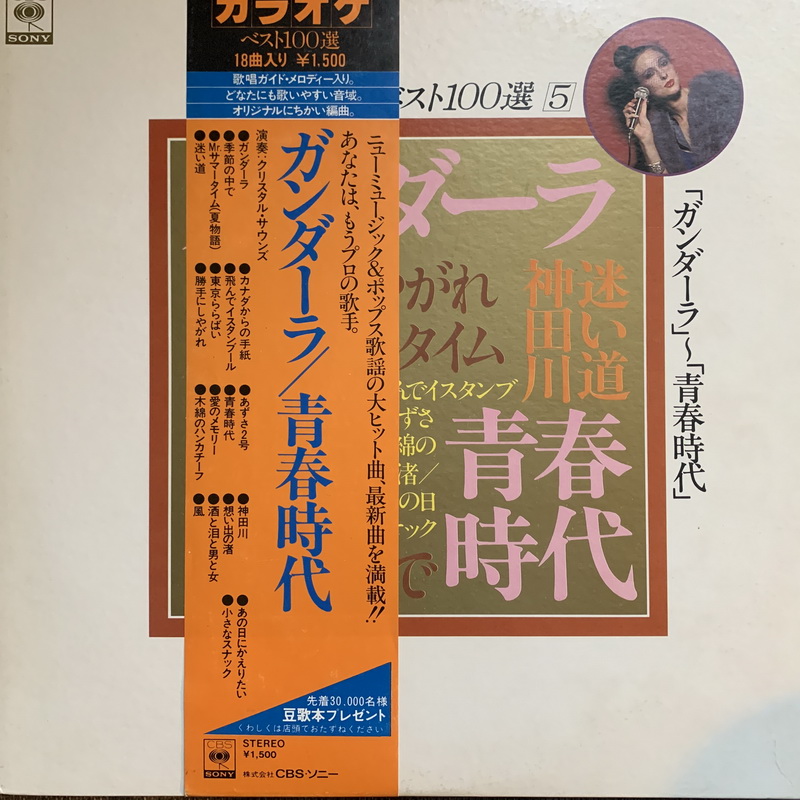 SONY
カラオケ
ベスト100選
18曲入り ¥1,500
歌唱ガイド・メロディー入り。
どなたにも歌いやすい音域。
オリジナルにちかい編曲。
ニューミュージック&ポップス歌謡の大ヒット曲、最新曲を満載!!
あなたは、もうプロの歌手。
ガンダーラ/青春時代
演奏:クリスタル・サウンズ
●ガンダーラ
●季節の中で
●Mr.サマータイム(夏物語)
●迷い道
●カナダからの手紙
●飛んでイスタンブール
●東京ららばい
●勝手にしやがれ
●あずさ2号
●青春時代
●愛のメモリー
●木綿のハンカチーフ
●神田川
●想い出の渚
●酒と泪と男と女
●風
●あの日にかえりたい
●小さなスナック
先着30,000名様
豆歌本プレゼント
くわしくは店頭でおたずねください
CBS
SONY
STEREO
¥1,500
株式会社CBS・ソニー
ベスト100選 5
「ガンダーラ」~「青春時代」
ダーラ
やがれ
タイム
迷い道
神田川
んでイスタンブ
ずさ
綿の
渚/
の日
ナック
青春
時代
で